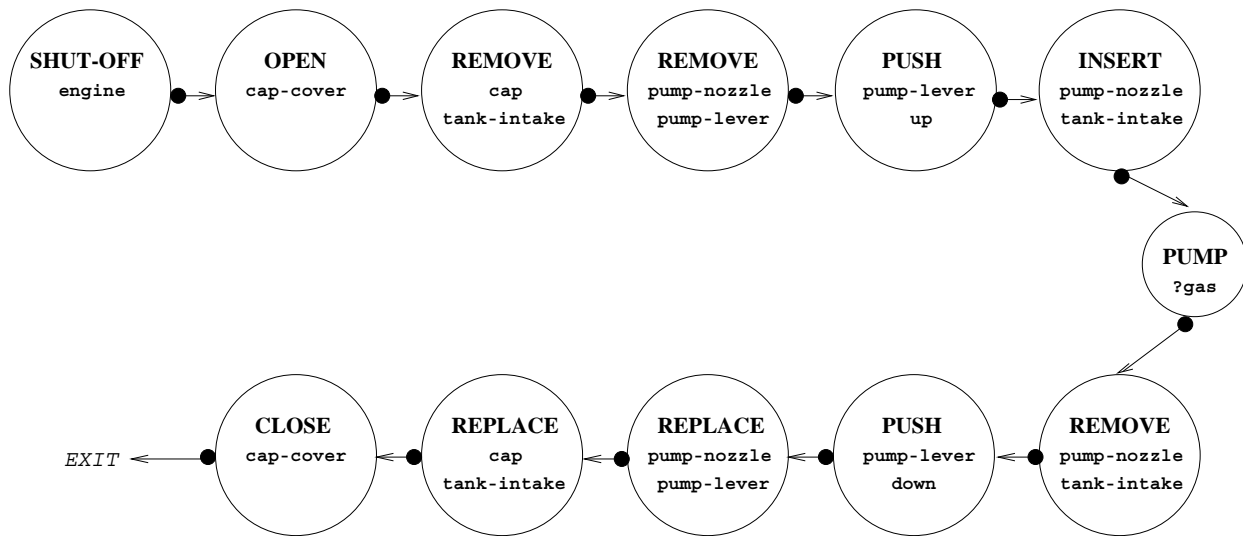 SHUT-OFF
engine
OPEN
cap-cover
REMOVE
cap
tank-intake
REMOVE
pump-nozzle
pump-lever
PUSH
pump-lever
up
INSERT
pump-nozzle
tank-intake
PUMP
?gas
REMOVE
pump-nozzle
tank-intake
PUSH
pump-lever
down
REPLACE
pump-nozzle
pump-lever
REPLACE
cap
tank-intake
CLOSE
cap-cover
EXIT